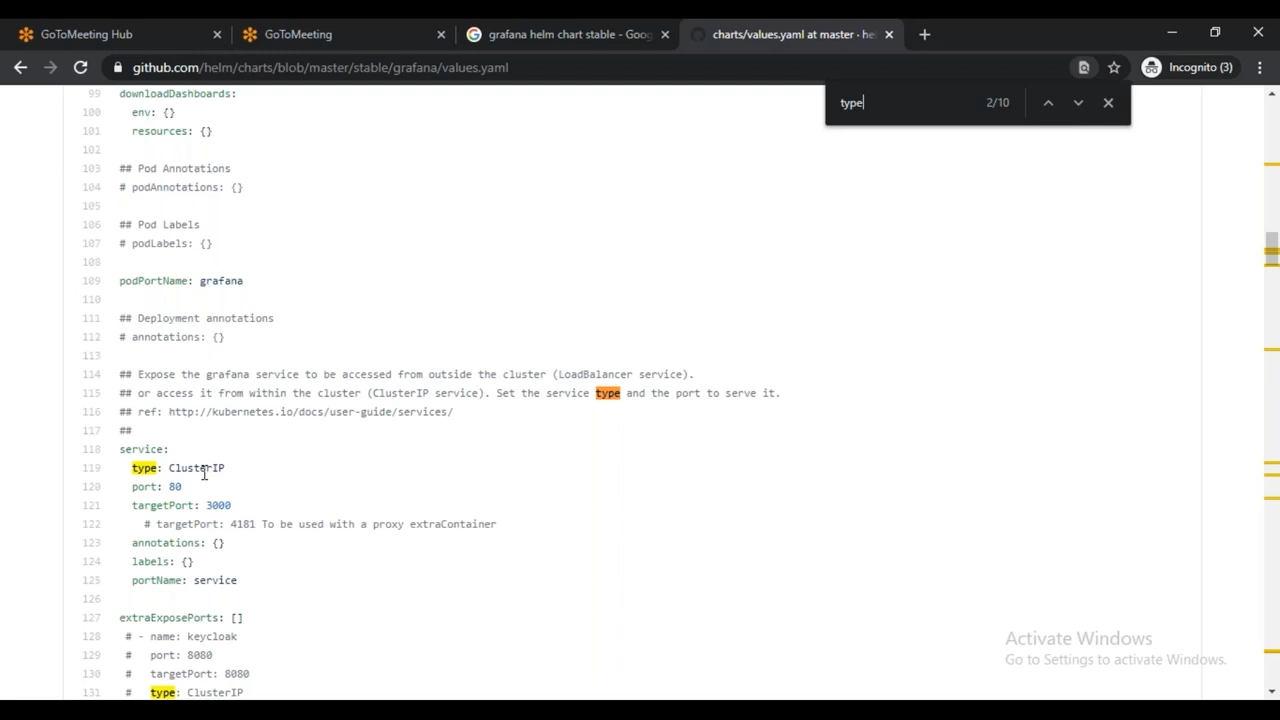 GoToMeeting Hub
GoToMeeting
grafana helm chart stable - Goog
charts/values.yaml at master · he
github.com/helm/charts/blob/master/stable/grafana/values.yaml
Incognito (3)
type 2/10
99 downloadDashboards:
100 env: {}
101 resources: {}
102
103 ## Pod Annotations
104 # podAnnotations: {}
105
106 ## Pod Labels
107 # podLabels: {}
108
109 podPortName: grafana
110
111 ## Deployment annotations
112 # annotations: {}
113
114 ## Expose the grafana service to be accessed from outside the cluster (LoadBalancer service).
115 ## or access it from within the cluster (ClusterIP service). Set the service type and the port to serve it.
116 ## ref: http://kubernetes.io/docs/user-guide/services/
117 ##
118 service:
119 type: ClusterIP
120 port: 80
121 targetPort: 3000
122 # targetPort: 4181 To be used with a proxy extraContainer
123 annotations: {}
124 labels: {}
125 portName: service
126
127 extraExposePorts: []
128 # - name: keycloak
129 # port: 8080
130 # targetPort: 8080
131 # type: ClusterIP
Activate Windows
Go to Settings to activate Windows.